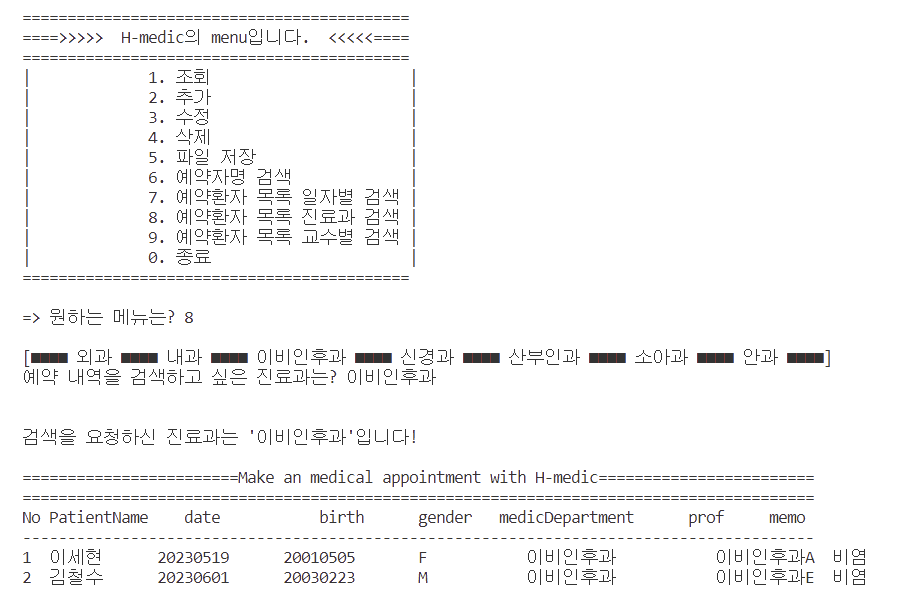 ===========================================
====>>>>>  H-medic의 menu입니다.  <<<<<====
===========================================
|             1. 조회                      |
|             2. 추가                      |
|             3. 수정                      |
|             4. 삭제                      |
|             5. 파일 저장                 |
|             6. 예약자명 검색             |
|             7. 예약환자 목록 일자별 검색 |
|             8. 예약환자 목록 진료과 검색 |
|             9. 예약환자 목록 교수별 검색 |
|             0. 종료                      |
===========================================
=> 원하는 메뉴는? 8
[■■■■ 외과 ■■■■ 내과 ■■■■ 이비인후과 ■■■■ 신경과 ■■■■ 산부인과 ■■■■ 소아과 ■■■■ 안과 ■■■■]
예약 내역을 검색하고 싶은 진료과는? 이비인후과
검색을 요청하신 진료과는 '이비인후과'입니다!
========================Make an medical appointment with H-medic========================
========================================================================================
No PatientName    date           birth      gender   medicDepartment      prof     memo
----------------------------------------------------------------------------------------
1  이세현      20230519      20010505       F           이비인후과           이비인후과A  비염
2  김철수      20230601      20030223       M           이비인후과           이비인후과E  비염